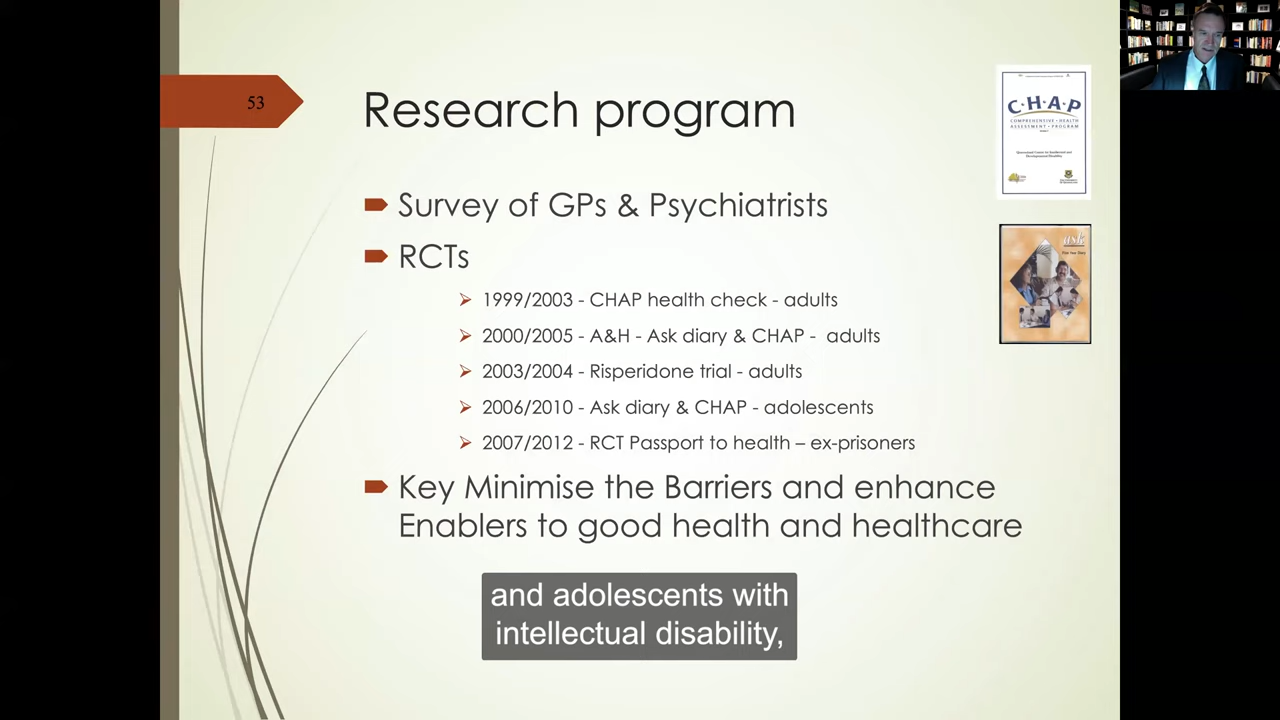 53
Research program
Survey of GPs & Psychiatrists
RCTs
1999/2003 - CHAP health check - adults
2000/2005 - A&H - Ask diary & CHAP - adults
2003/2004 - Risperidone trial - adults
2006/2010 - Ask diary & CHAP - adolescents
2007/2012 - RCT Passport to health – ex-prisoners
Key Minimise the Barriers and enhance
Enablers to good health and healthcare
C·H·A·P
COMPREHENSIVE · HEALTH
ASSESSMENT · PROGRAM
ask
and adolescents with
intellectual disability,